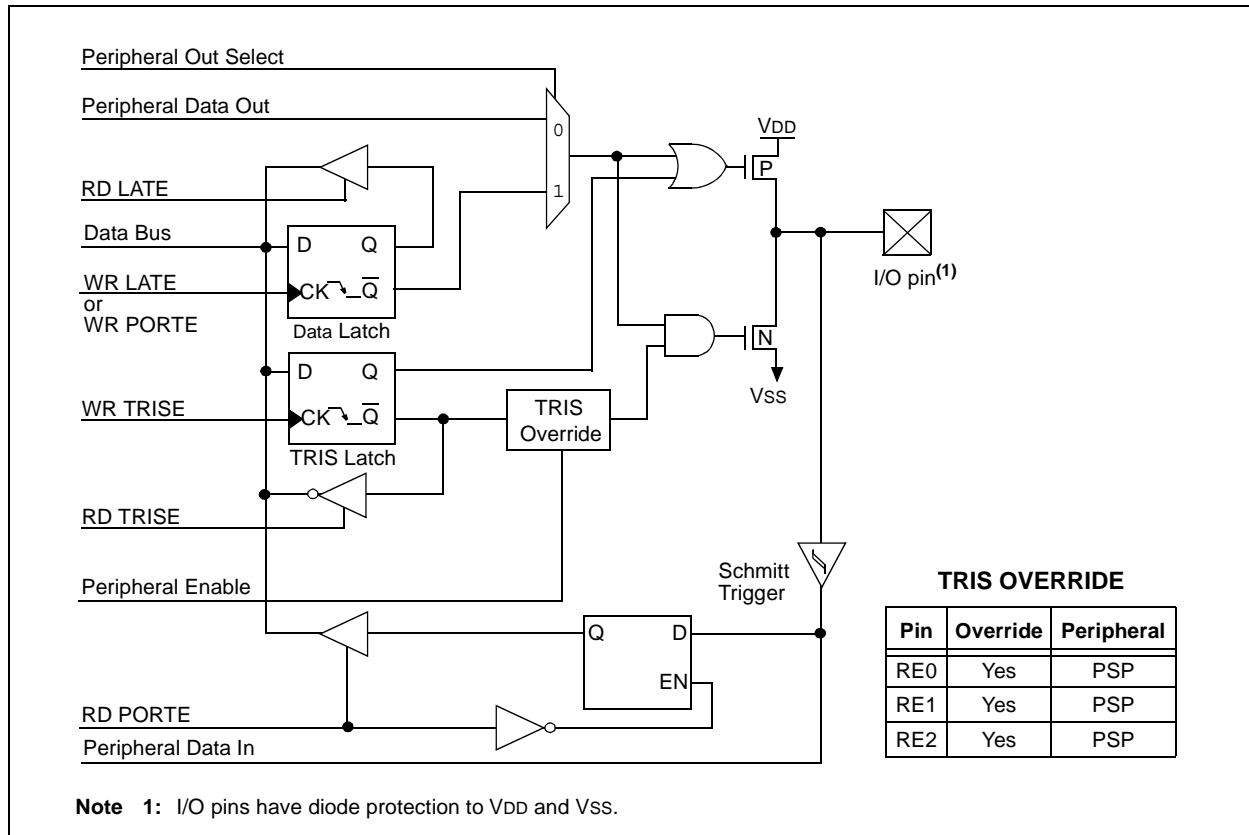 Peripheral Out Select
Peripheral Data Out
0
VDD
P
RD LATE
1
Data Bus
D Q
WR LATE
or
WR PORTE
CK Q̅
Data Latch
I/O pin(1)
N
VSS
D Q
WR TRISE
CK Q̅
TRIS Latch
TRIS
Override
RD TRISE
Peripheral Enable
Schmitt
Trigger
Q D
EN
RD PORTE
Peripheral Data In
TRIS OVERRIDE
Pin Override Peripheral
RE0 Yes PSP
RE1 Yes PSP
RE2 Yes PSP
Note 1: I/O pins have diode protection to VDD and VSS.